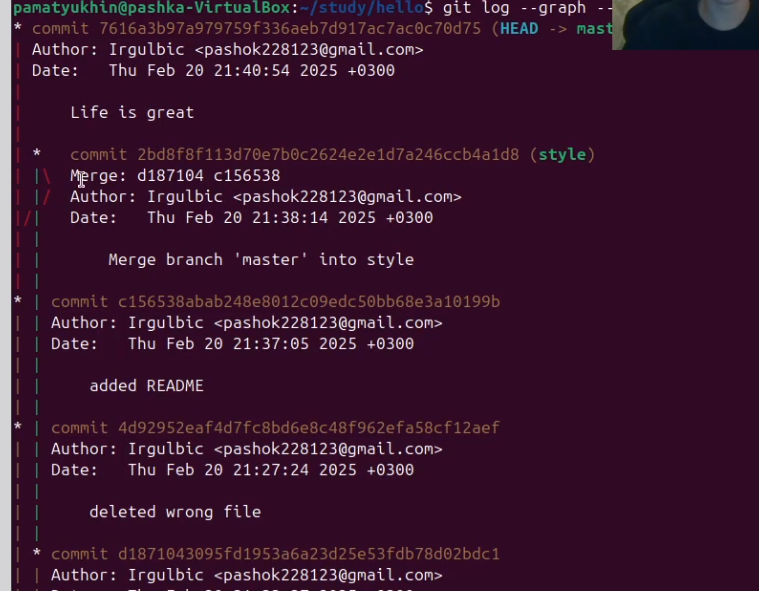 pamatyukhin@pashka-VirtualBox:~/study/hello$ git log --graph --
* commit 7616a3b97a979759f336aeb7d917ac7ac0c70d75 (HEAD -> mast
| Author: Irgulbic <pashok228123@gmail.com>
| Date:   Thu Feb 20 21:40:54 2025 +0300
|
|     Life is great
|
| *   commit 2bd8f8f113d70e7b0c2624e2e1d7a246ccb4a1d8 (style)
| |\  Merge: d187104 c156538
| |/  Author: Irgulbic <pashok228123@gmail.com>
|/|   Date:   Thu Feb 20 21:38:14 2025 +0300
| |
| |       Merge branch 'master' into style
| |
* | commit c156538abab248e8012c09edc50bb68e3a10199b
| | Author: Irgulbic <pashok228123@gmail.com>
| | Date:   Thu Feb 20 21:37:05 2025 +0300
| |
| |     added README
| |
* | commit 4d92952eaf4d7fc8bd6e8c48f962efa58cf12aef
| | Author: Irgulbic <pashok228123@gmail.com>
| | Date:   Thu Feb 20 21:27:24 2025 +0300
| |
| |     deleted wrong file
| |
| * commit d1871043095fd1953a6a23d25e53fdb78d02bdc1
| | Author: Irgulbic <pashok228123@gmail.com>